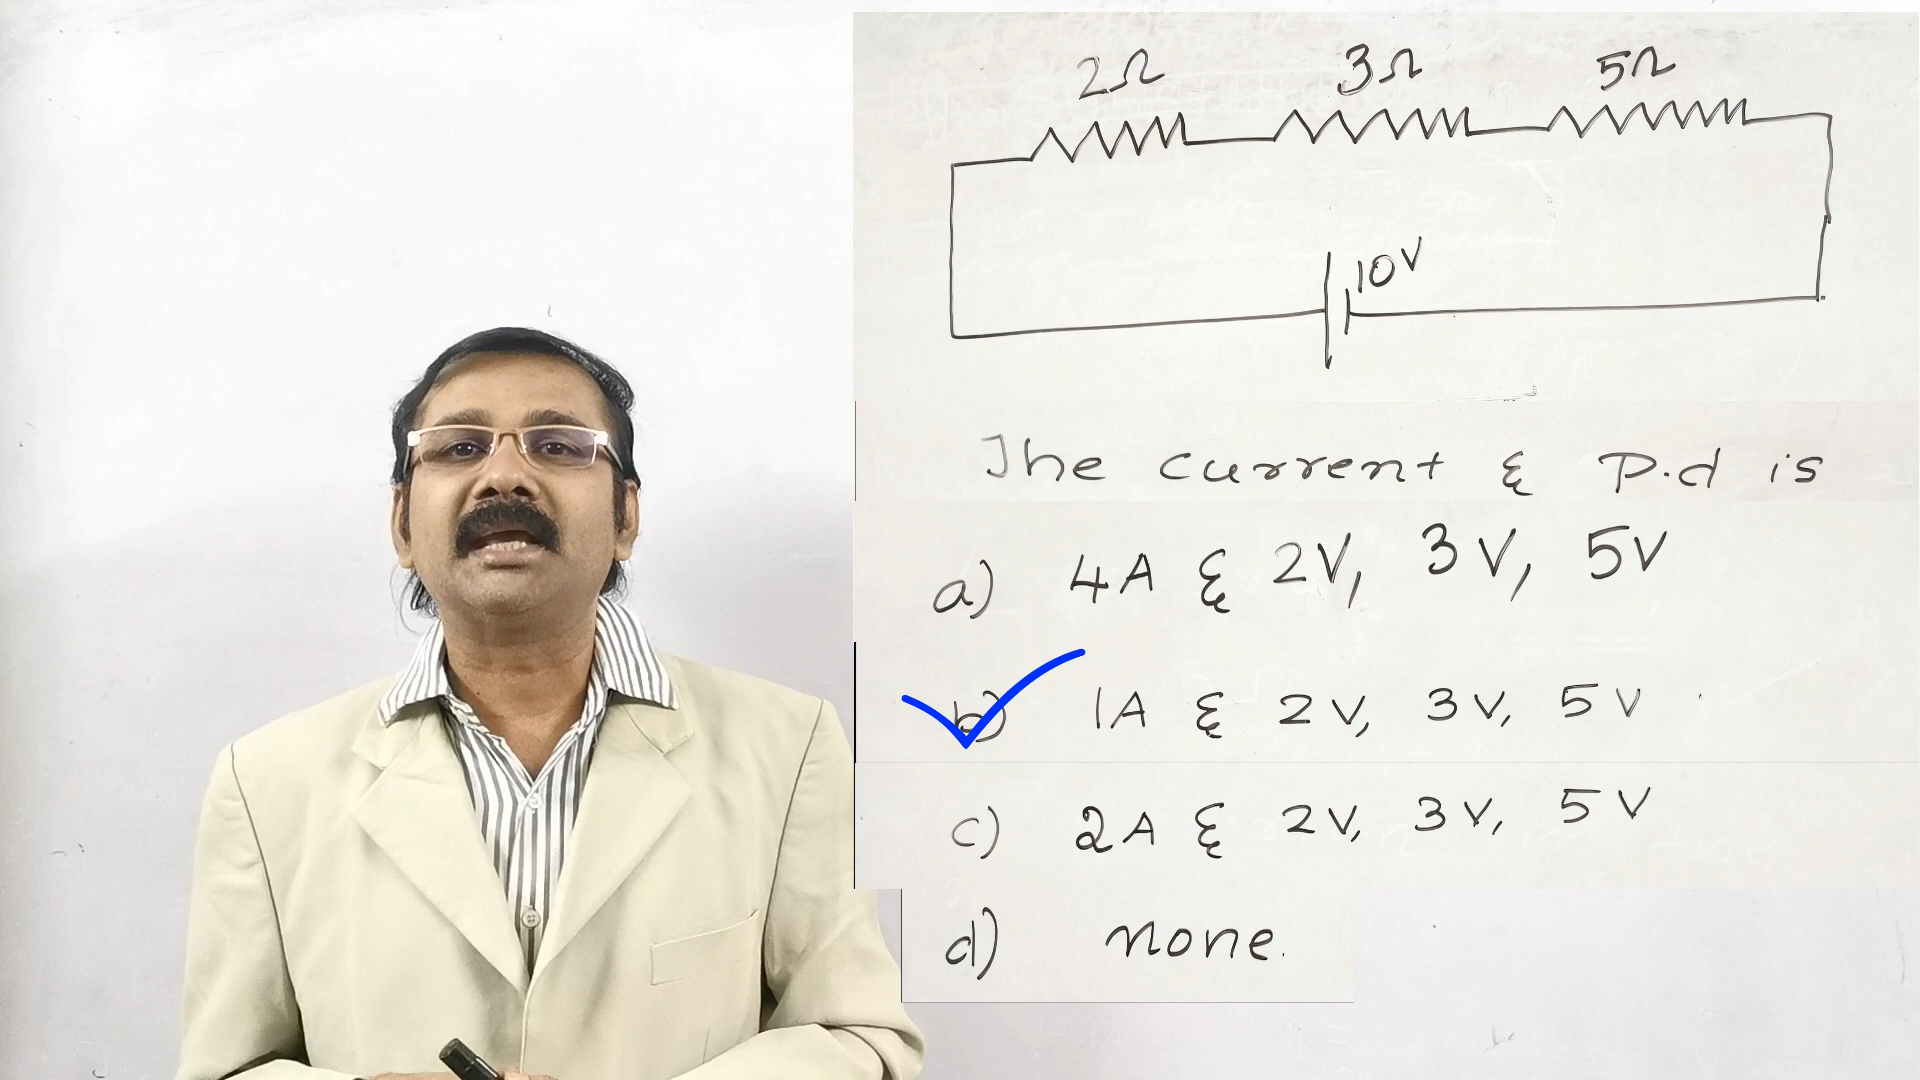 2Ω 3Ω 5Ω
10V
The current & P.d is
a) 4A & 2V, 3V, 5V
b) 1A & 2V, 3V, 5V
c) 2A & 2V, 3V, 5V
d) none.